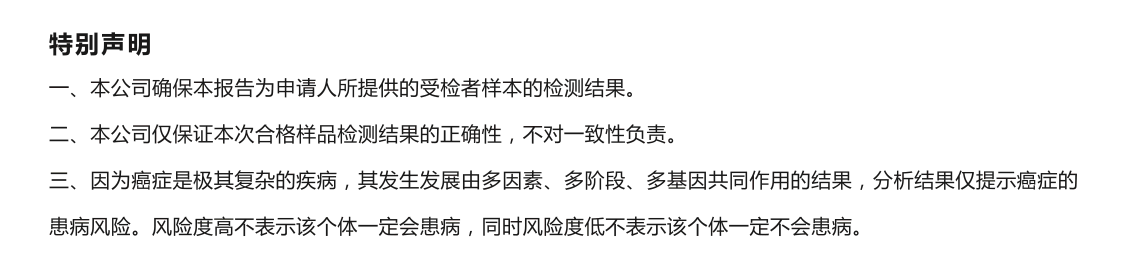 特别声明
一、本公司确保本报告为申请人所提供的受检者样本的检测结果。
二、本公司仅保证本次合格样品检测结果的正确性，不对一致性负责。
三、因为癌症是极其复杂的疾病，其发生发展由多因素、多阶段、多基因共同作用的结果，分析结果仅提示癌症的
患病风险。风险度高不表示该个体一定会患病，同时风险度低不表示该个体一定不会患病。